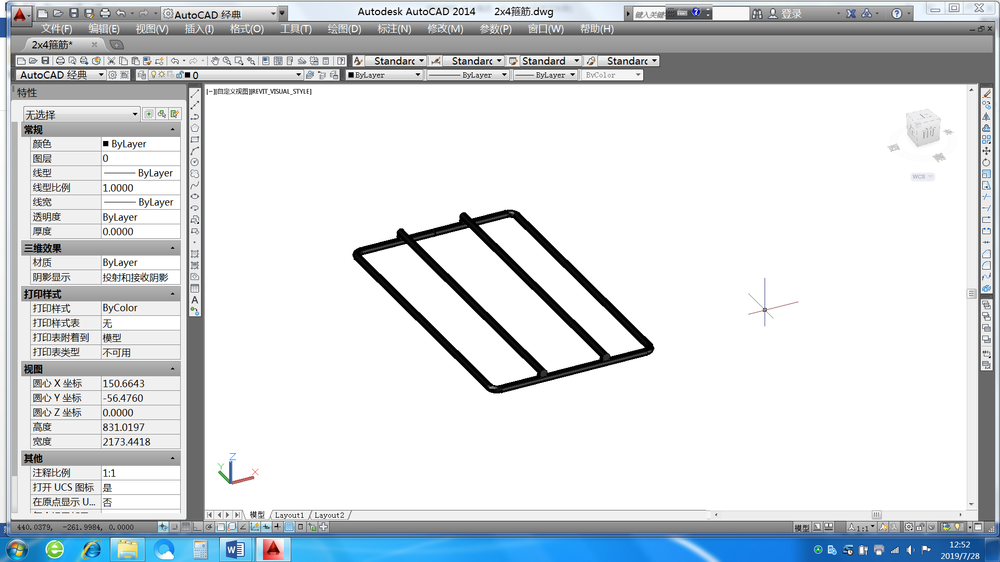 AutoCAD 经典
Autodesk AutoCAD 2014 2x4箍筋.dwg
键入关键
登录
文件(F) 编辑(E) 视图(V) 插入(I) 格式(O) 工具(T) 绘图(D) 标注(N) 修改(M) 参数(P) 窗口(W) 帮助(H)
2x4箍筋*
Standard Standard Standard Standard
AutoCAD 经典 0 ByLayer ByLayer ByLayer ByColor
特性
[−][自定义视图][REVIT_VISUAL_STYLE]
无选择
常规
颜色 ByLayer
图层 0
线型 ByLayer
线型比例 1.0000
线宽 ByLayer
透明度 ByLayer
厚度 0.0000
三维效果
材质 ByLayer
阴影显示 投射和接收阴影
打印样式
打印样式 ByColor
打印样式表 无
打印表附着到 模型
打印表类型 不可用
视图
圆心 X 坐标 150.6643
圆心 Y 坐标 -56.4760
圆心 Z 坐标 0.0000
高度 831.0197
宽度 2173.4418
其他
注释比例 1:1
打开 UCS 图标 是
在原点显示 U... 否
上
前
西
南
WCS
A
ABC
Z
Y
X
模型 Layout1 Layout2
440.0379, -261.9984, 0.0000
模型
1:1
12:52
2019/7/28